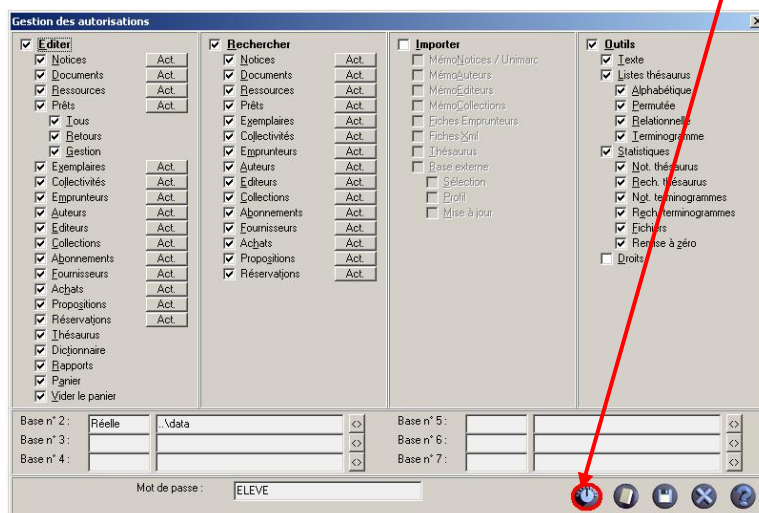 Gestion des autorisations
Editer
Notices Act.
Documents Act.
Ressources Act.
Prêts Act.
Tous
Retours
Gestion
Exemplaires Act.
Collectivités Act.
Emprunteurs Act.
Auteurs Act.
Editeurs Act.
Collections Act.
Abonnements Act.
Fournisseurs Act.
Achats Act.
Propositions Act.
Réservations Act.
Thésaurus
Dictionnaire
Rapports
Panier
Vider le panier
Rechercher
Notices Act.
Documents Act.
Ressources Act.
Prêts Act.
Exemplaires Act.
Collectivités Act.
Emprunteurs Act.
Auteurs Act.
Editeurs Act.
Collections Act.
Abonnements Act.
Fournisseurs Act.
Achats Act.
Propositions Act.
Réservations Act.
Importer
MémoNotices / Unimarc
MémoAuteurs
MémoEditeurs
MémoCollections
Fiches Emprunteurs
Fiches Xml
Thésaurus
Base externe
Sélection
Profil
Mise à jour
Outils
Texte
Listes thésaurus
Alphabétique
Permutée
Relationnelle
Terminogramme
Statistiques
Not. thésaurus
Rech. thésaurus
Not. terminogrammes
Rech. terminogrammes
Fichiers
Remise à zéro
Droits
Base n° 2 : Réelle ..\data <> Base n° 5 : <>
Base n° 3 : <> Base n° 6 : <>
Base n° 4 : <> Base n° 7 : <>
Mot de passe : ELEVE ?